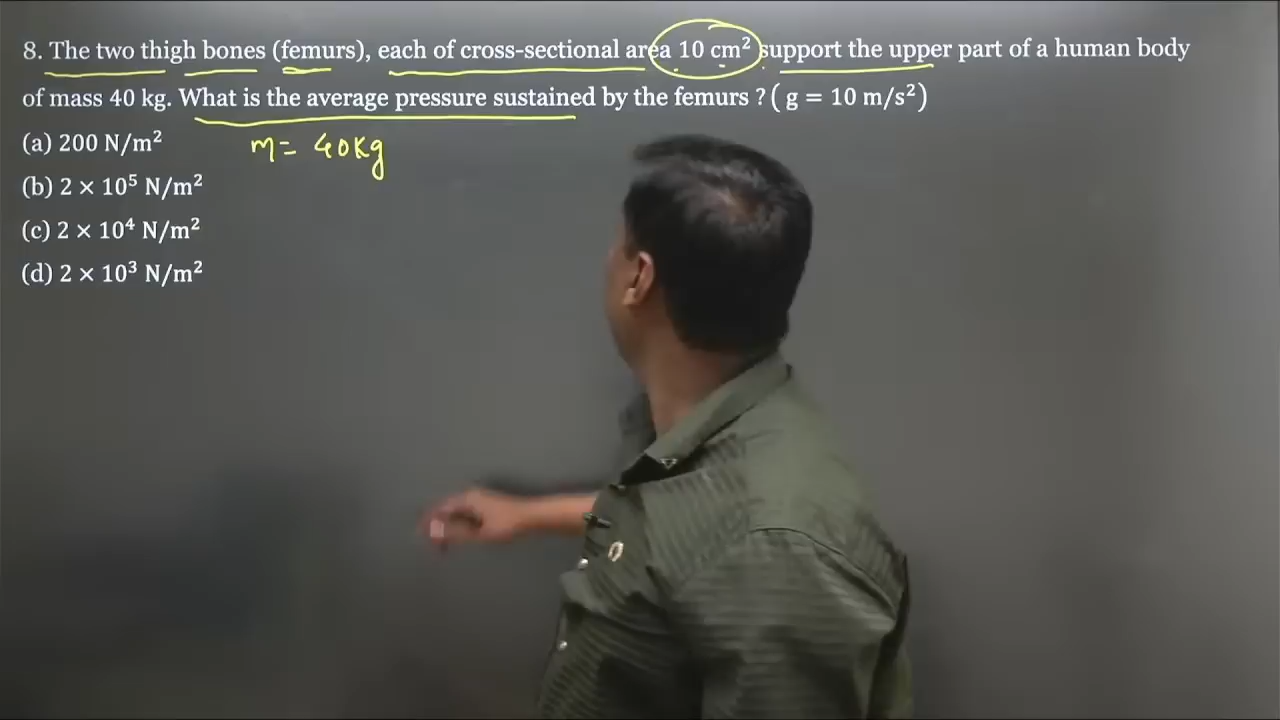 8. The two thigh bones (femurs), each of cross-sectional area 10 cm² support the upper part of a human body
of mass 40 kg. What is the average pressure sustained by the femurs ? ( g = 10 m/s² )
(a) 200 N/m²
m = 40kg
(b) 2 × 10⁵ N/m²
(c) 2 × 10⁴ N/m²
(d) 2 × 10³ N/m²